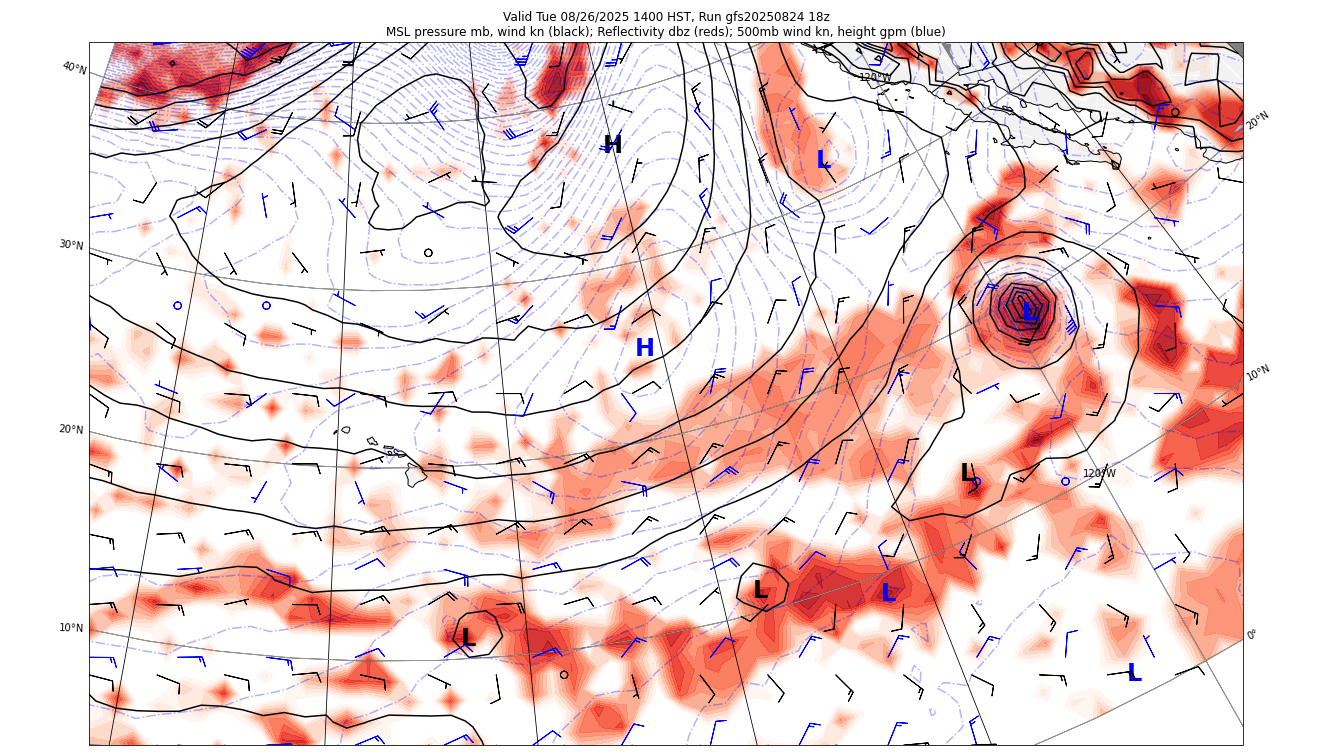 Valid Tue 08/26/2025 1400 HST, Run gfs20250824 18z
MSL pressure mb, wind kn (black); Reflectivity dbz (reds); 500mb wind kn, height gpm (blue)
40°N
120°W
20°N
H
L
30°N
L
H
10°N
20°N
L
120°W
L
L
10°N
L
0°
L